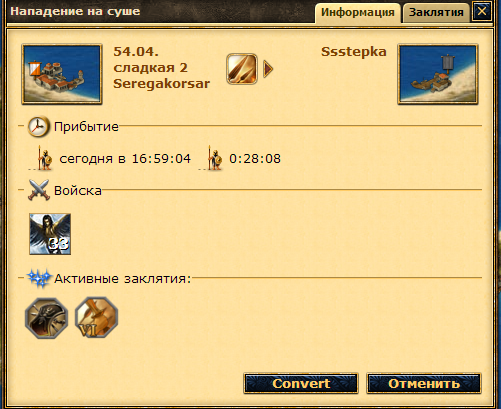 Нападение на суше
Информация
Заклятия
54.04.
сладкая 2
Seregakorsar
Ssstepka
Прибытие
сегодня в 16:59:04
0:28:08
Войска
33
Активные заклятия:
VI
Convert
Отменить